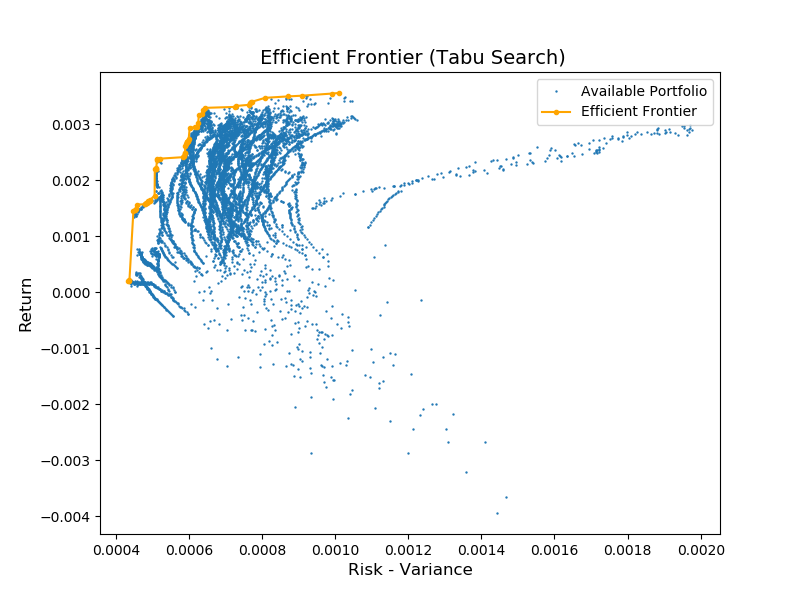 Efficient Frontier (Tabu Search)
Available Portfolio
Efficient Frontier
0.003
0.002
0.001
0.000
−0.001
−0.002
−0.003
−0.004
Return
0.0004 0.0006 0.0008 0.0010 0.0012 0.0014 0.0016 0.0018 0.0020
Risk - Variance